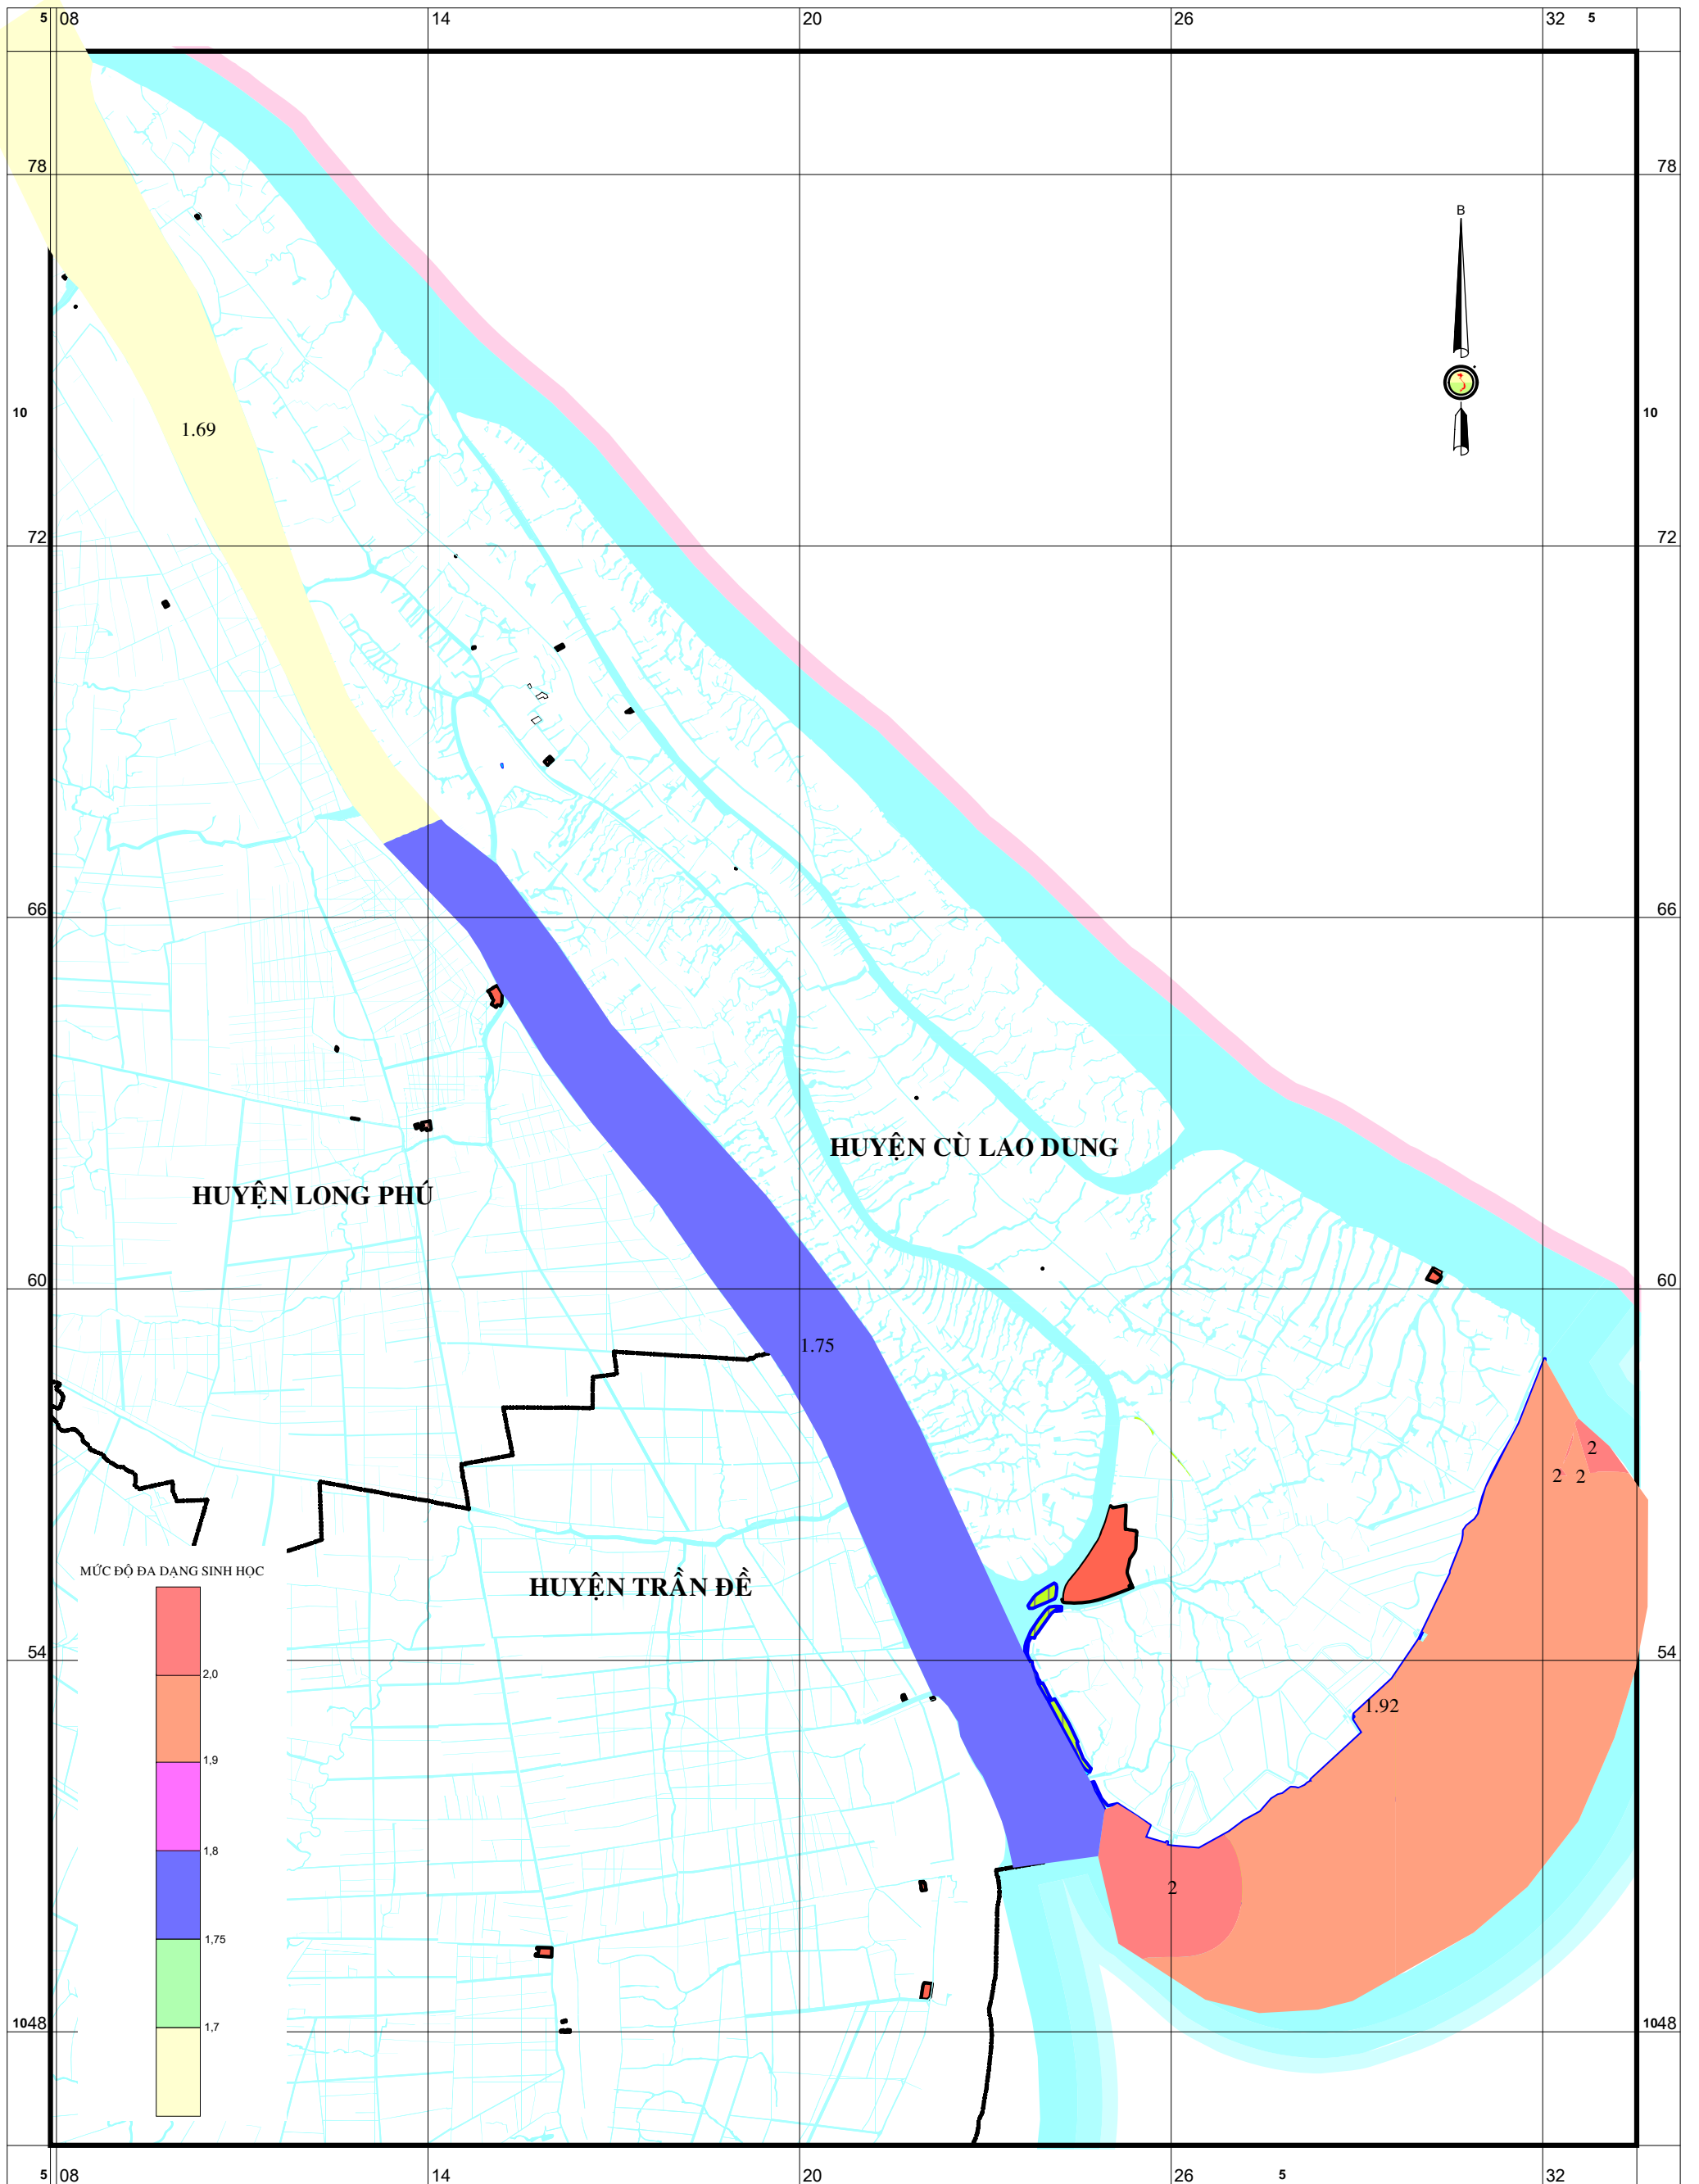 5 08 14 20 26 32 5
78 78
B
10 10
1.69
72 72
66 66
HUYỆN CÙ LAO DUNG
HUYỆN LONG PHÚ
60 60
1.75
2
2 2
MỨC ĐỘ ĐA DẠNG SINH HỌC
HUYỆN TRẦN ĐỀ
54 54
2,0
1.92
1,9
1,8
2
1,75
1,7
1048 1048
5 08 14 20 26 5 32